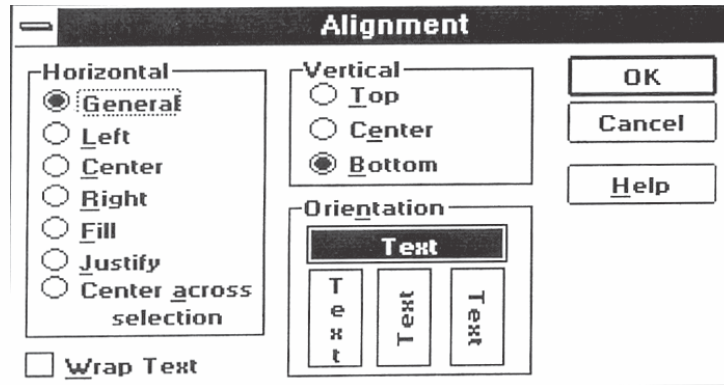 Alignment
Horizontal
General
Left
Center
Right
Fill
Justify
Center across
selection
Wrap Text
Vertical
Top
Center
Bottom
Orientation
Text
Text
Text
Text
OK
Cancel
Help